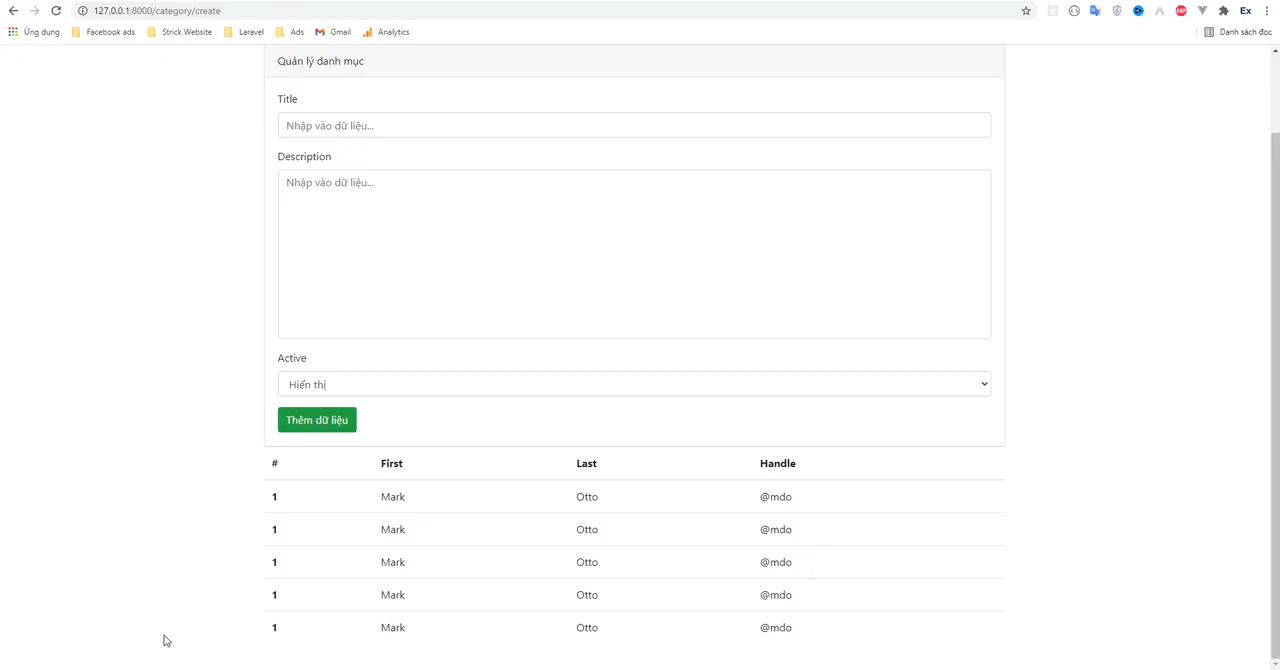 127.0.0.1:8000/category/create
ABP
Ex
Ứng dụng Facebook ads Strick Website Laravel Ads Gmail Analytics Danh sách đọc
Quản lý danh mục
Title
Nhập vào dữ liệu...
Description
Nhập vào dữ liệu...
Active
Hiển thị
Thêm dữ liệu
# First Last Handle
1 Mark Otto @mdo
1 Mark Otto @mdo
1 Mark Otto @mdo
1 Mark Otto @mdo
1 Mark Otto @mdo